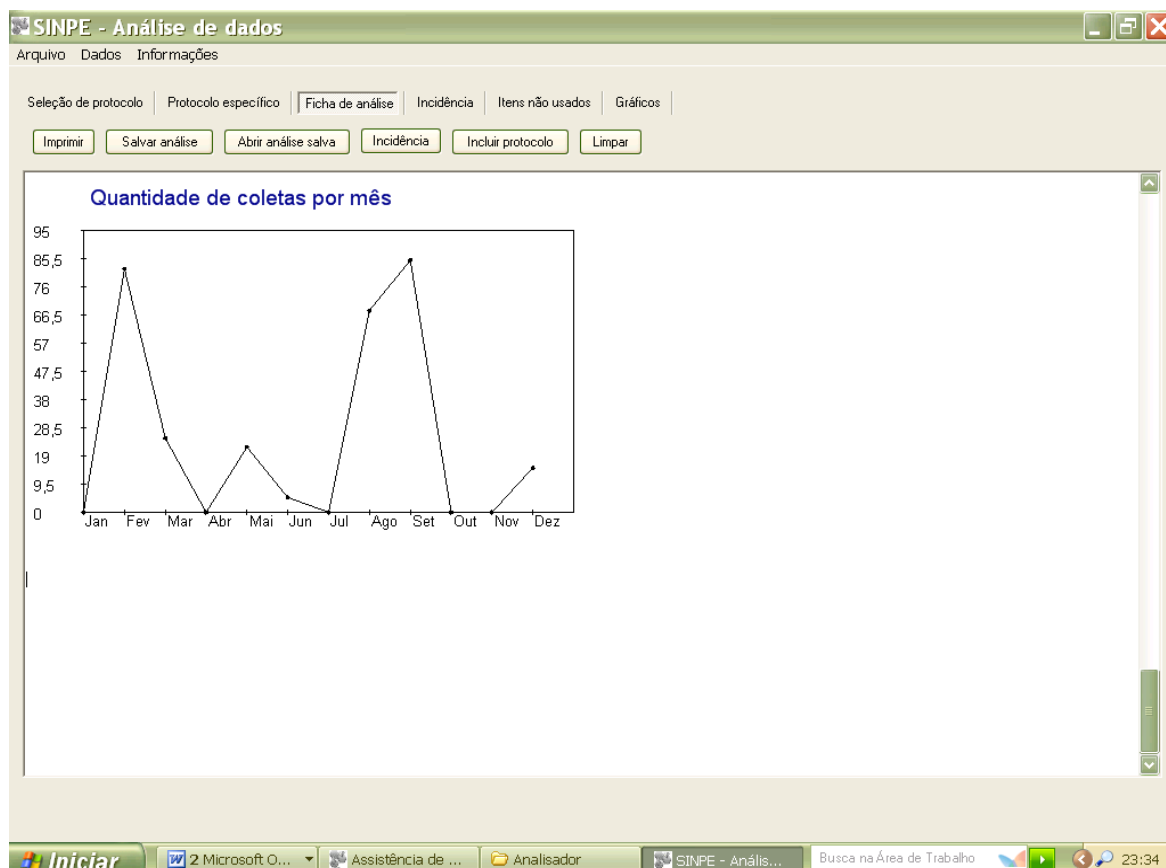 SINPE - Análise de dados
Arquivo Dados Informações
Seleção de protocolo Protocolo específico Ficha de análise Incidência Itens não usados Gráficos
Imprimir Salvar análise Abrir análise salva Incidência Incluir protocolo Limpar
Quantidade de coletas por mês
95
85,5
76
66,5
57
47,5
38
28,5
19
9,5
0
Jan Fev Mar Abr Mai Jun Jul Ago Set Out Nov Dez
Iniciar 2 Microsoft O... Assistência de ... Analisador SINPE - Anális... Busca na Área de Trabalho 23:34